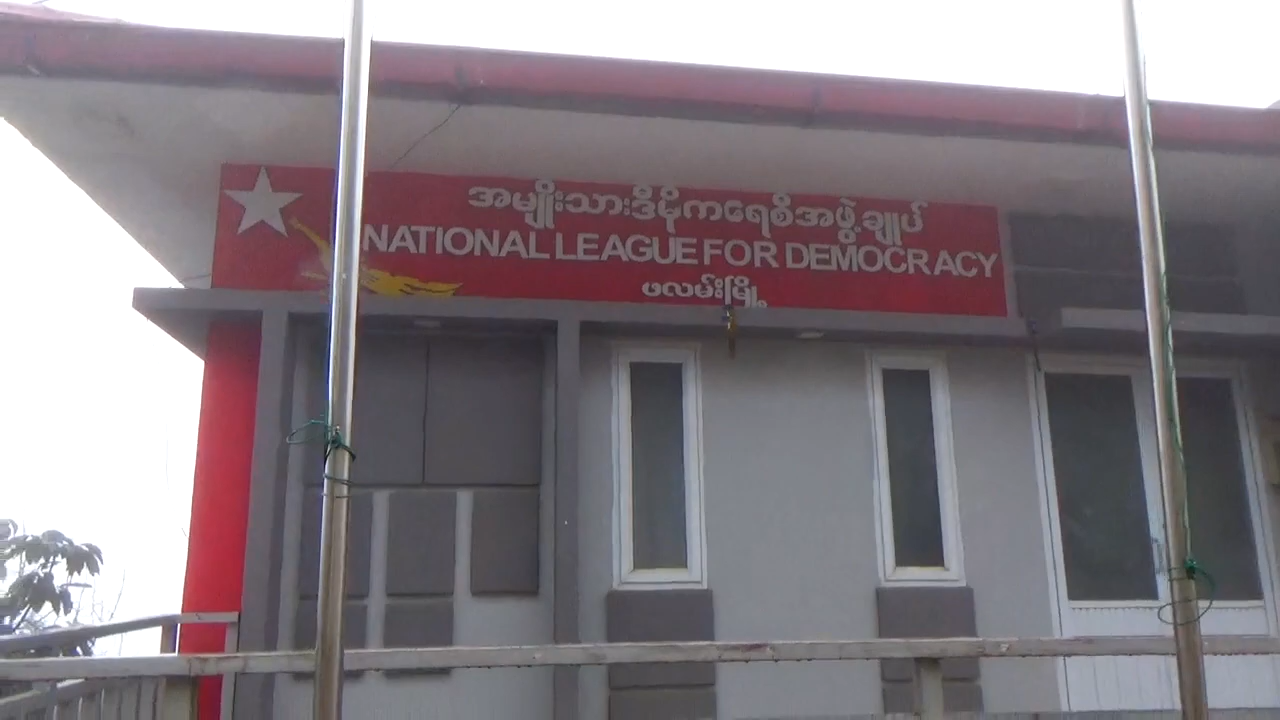 အမျိုးသားဒီမိုကရေစီအဖွဲ့ချုပ်
NATIONAL LEAGUE FOR DEMOCRACY
ဖလမ်းမြို့